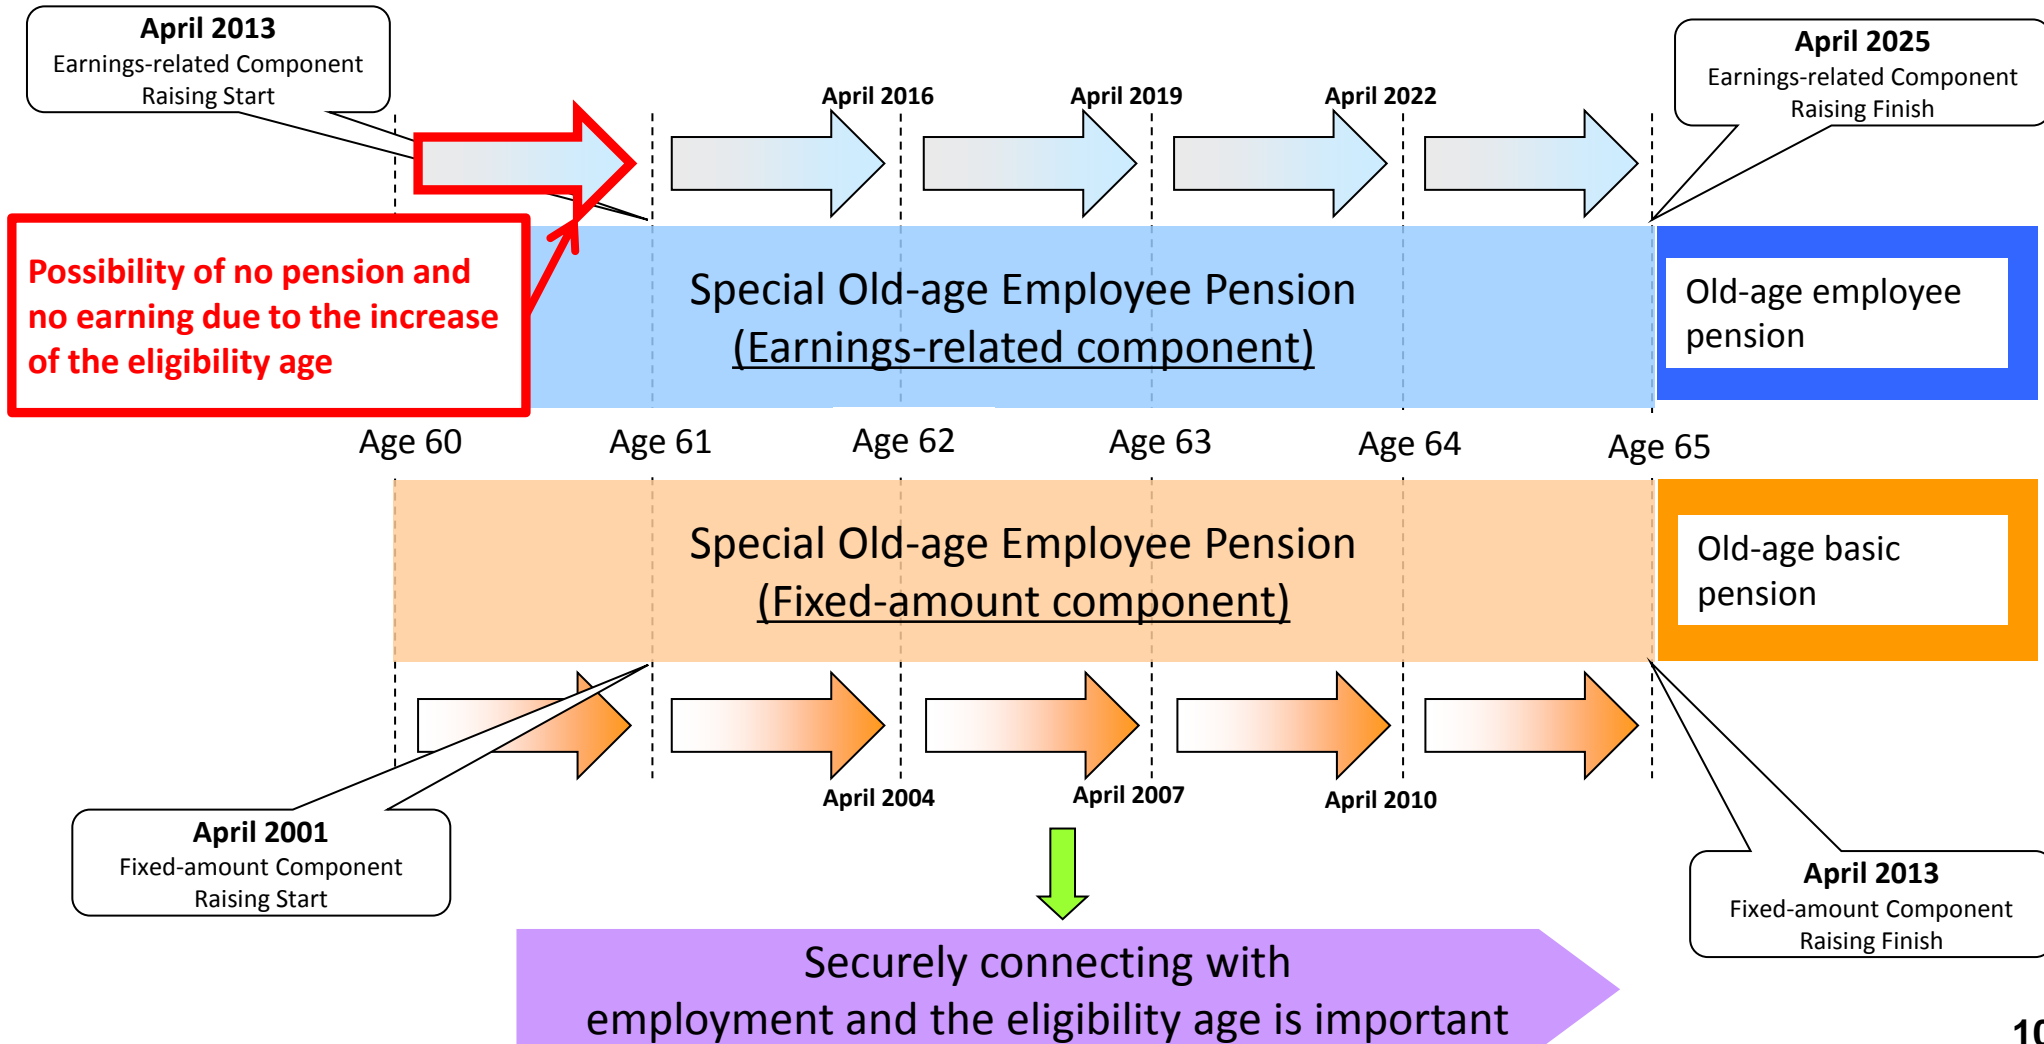 April 2013
Earnings-related Component
Raising Start
April 2016
April 2019
April 2022
April 2025
Earnings-related Component
Raising Finish
Possibility of no pension and
no earning due to the increase
of the eligibility age
Special Old-age Employee Pension
(Earnings-related component)
Old-age employee
pension
Age 60
Age 61
Age 62
Age 63
Age 64
Age 65
Special Old-age Employee Pension
(Fixed-amount component)
Old-age basic
pension
April 2004
April 2007
April 2010
April 2001
Fixed-amount Component
Raising Start
April 2013
Fixed-amount Component
Raising Finish
Securely connecting with
employment and the eligibility age is important
10